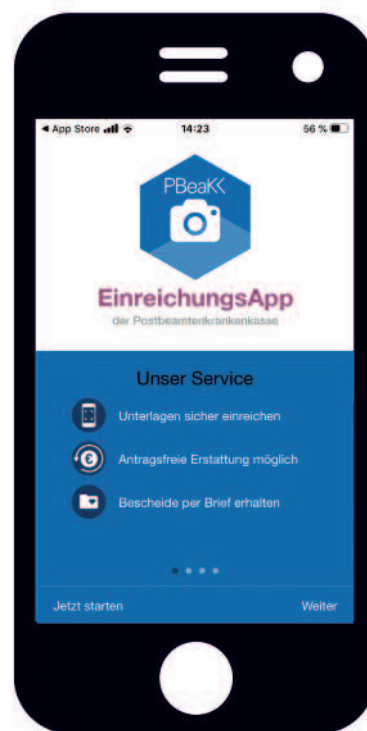 ◀ App Store
14:23
56 %
PBeaKK
EinreichungsApp
der Postbeamtenkrankenkasse
Unser Service
Unterlagen sicher einreichen
Antragsfreie Erstattung möglich
Bescheide per Brief erhalten
Jetzt starten
Weiter